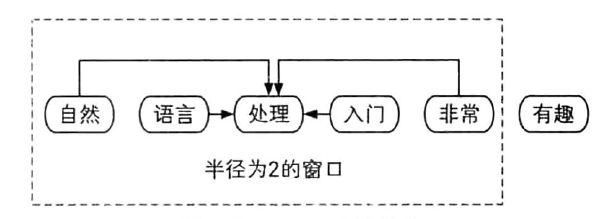 自然 语言 处理 入门 非常 有趣
半径为2的窗口